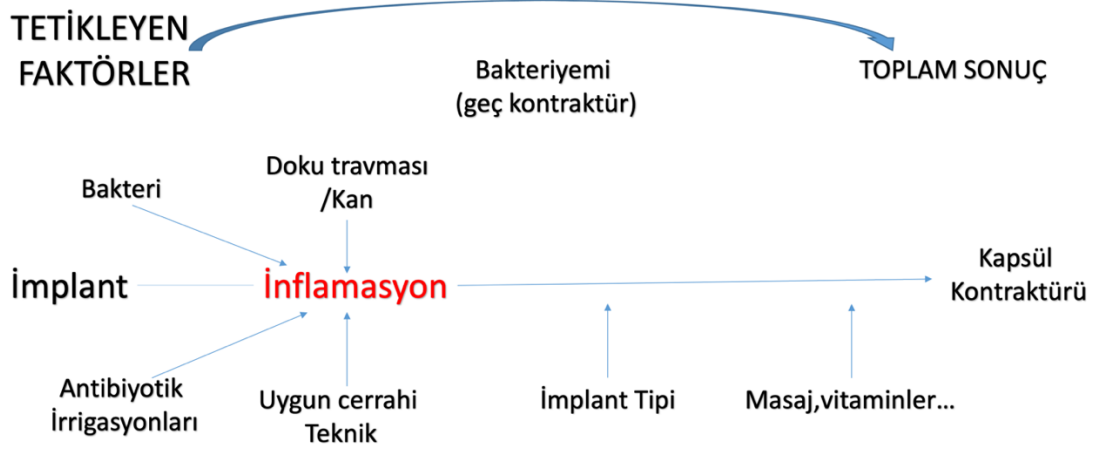 TETİKLEYEN
FAKTÖRLER
Bakteriyemi
(geç kontraktür)
TOPLAM SONUÇ
Bakteri
Doku travması
/Kan
İmplant
İnflamasyon
Kapsül
Kontraktürü
Antibiyotik
İrrigasyonları
Uygun cerrahi
Teknik
İmplant Tipi
Masaj,vitaminler...